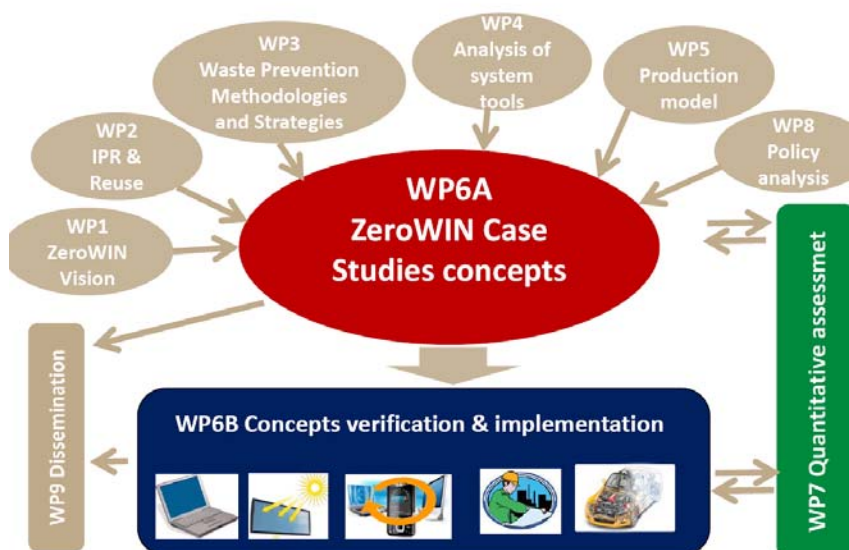 WP3
Waste Prevention
Methodologies
and Strategies
WP4
Analysis of
system
tools
WP5
Production
model
WP2
IPR &
Reuse
WP8
Policy
analysis
WP1
ZeroWIN
Vision
WP6A
ZeroWIN Case
Studies concepts
WP9 Dissemination
WP6B Concepts verification & implementation
WP7 Quantitative assessmet